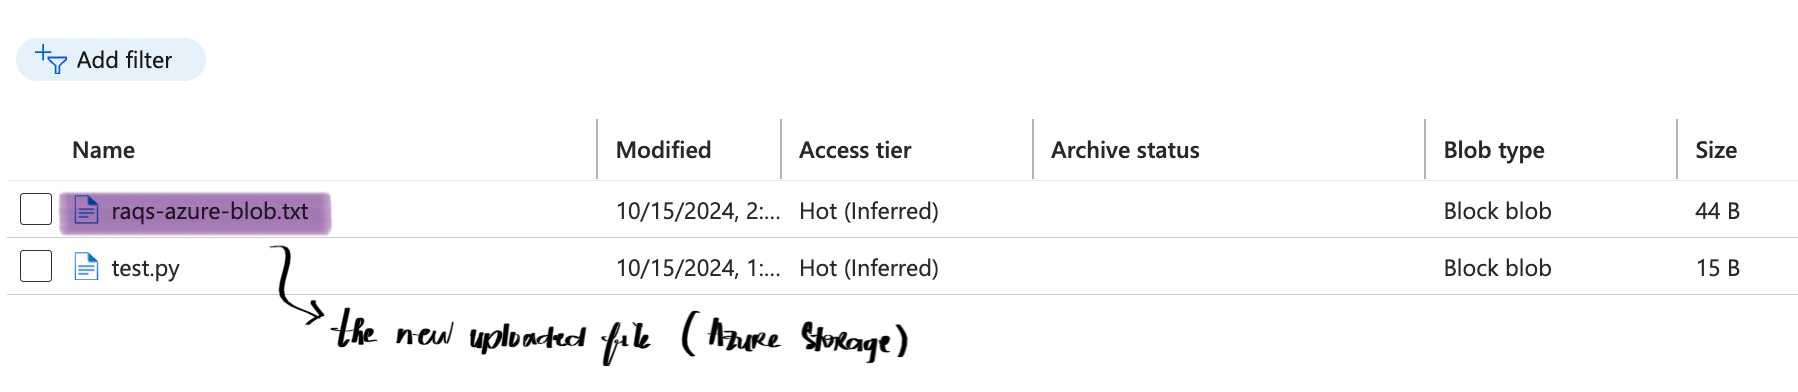 Add filter
Name Modified Access tier Archive status Blob type Size
raqs-azure-blob.txt 10/15/2024, 2:... Hot (Inferred) Block blob 44 B
test.py 10/15/2024, 1:... Hot (Inferred) Block blob 15 B
the new uploaded file (Azure Storage)